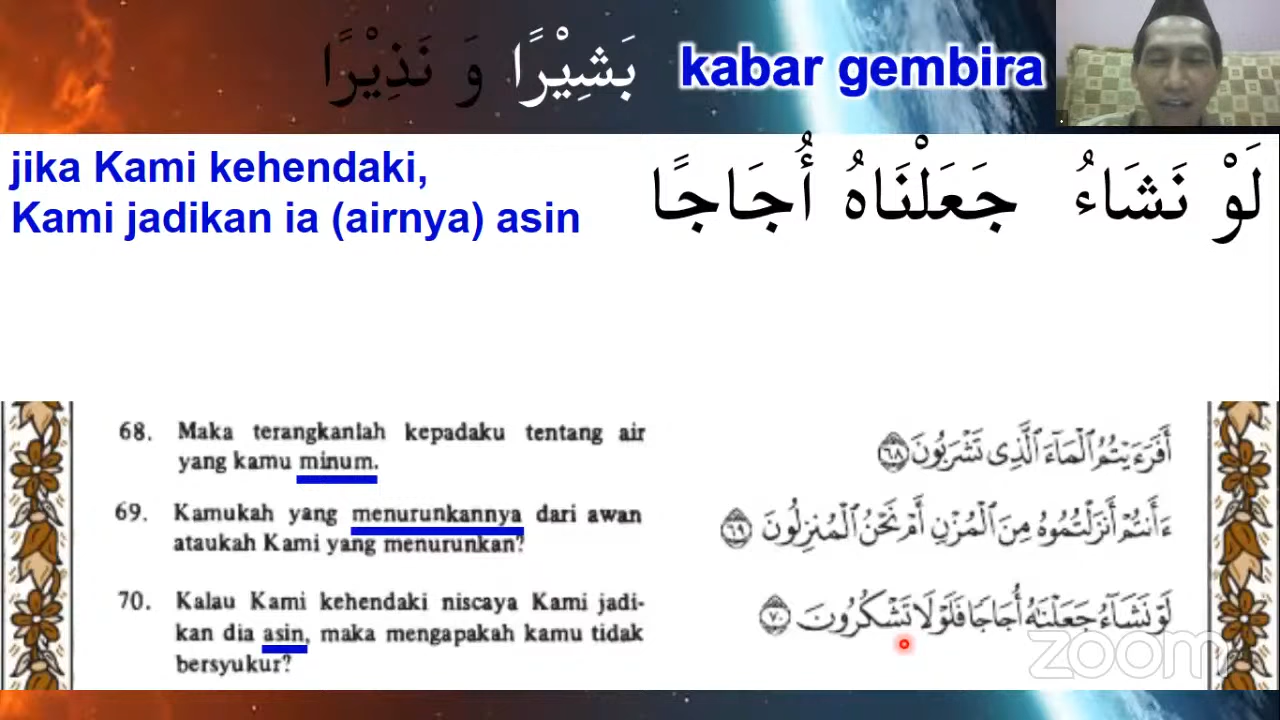 بَشِيْرًا وَ نَذِيْرًا kabar gembira
jika Kami kehendaki,
Kami jadikan ia (airnya) asin
لَوْ نَشَاءُ جَعَلْنَاهُ أُجَاجًا
68. Maka terangkanlah kepadaku tentang air
yang kamu minum.
أَفَرَءَيْتُمُ ٱلْمَآءَ ٱلَّذِى تَشْرَبُونَ ٦٨
69. Kamukah yang menurunkannya dari awan
ataukah Kami yang menurunkan?
ءَأَنتُمْ أَنزَلْتُمُوهُ مِنَ ٱلْمُزْنِ أَمْ نَحْنُ ٱلْمُنزِلُونَ ٦٩
70. Kalau Kami kehendaki niscaya Kami jadi-
kan dia asin, maka mengapakah kamu tidak
bersyukur?
لَوْ نَشَآءُ جَعَلْنَٰهُ أُجَاجًا فَلَوْلَا تَشْكُرُونَ ٧٠
zoom